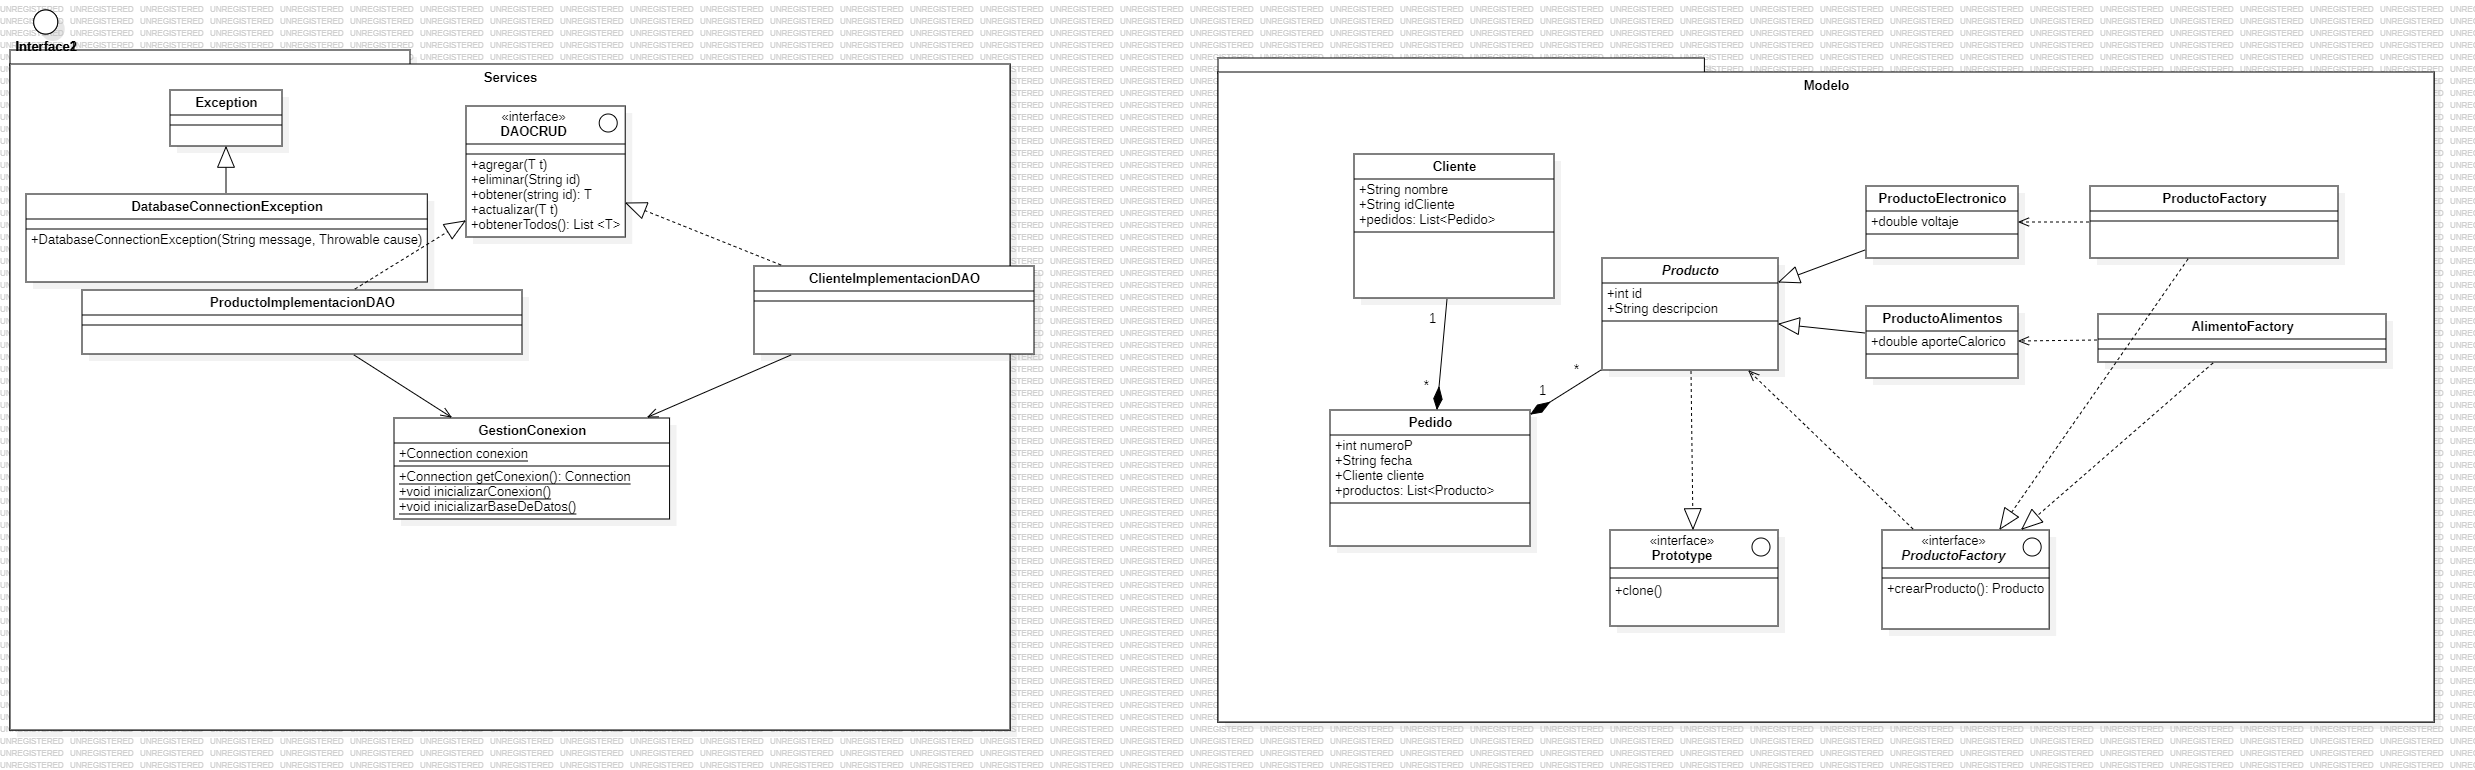 Interface2
Services
Exception
DatabaseConnectionException
+DatabaseConnectionException(String message, Throwable cause)
«interface»
DAOCRUD
+agregar(T t)
+eliminar(String id)
+obtener(string id): T
+actualizar(T t)
+obtenerTodos(): List <T>
ProductoImplementacionDAO
ClienteImplementacionDAO
GestionConexion
+Connection conexion
+Connection getConexion(): Connection
+void inicializarConexion()
+void inicializarBaseDeDatos()
Modelo
Cliente
+String nombre
+String idCliente
+pedidos: List<Pedido>
1
*
Pedido
+int numeroP
+String fecha
+Cliente cliente
+productos: List<Producto>
1
*
Producto
+int id
+String descripcion
ProductoElectronico
+double voltaje
ProductoFactory
ProductoAlimentos
+double aporteCalorico
AlimentoFactory
«interface»
Prototype
+clone()
«interface»
ProductoFactory
+crearProducto(): Producto
UNREGISTERED